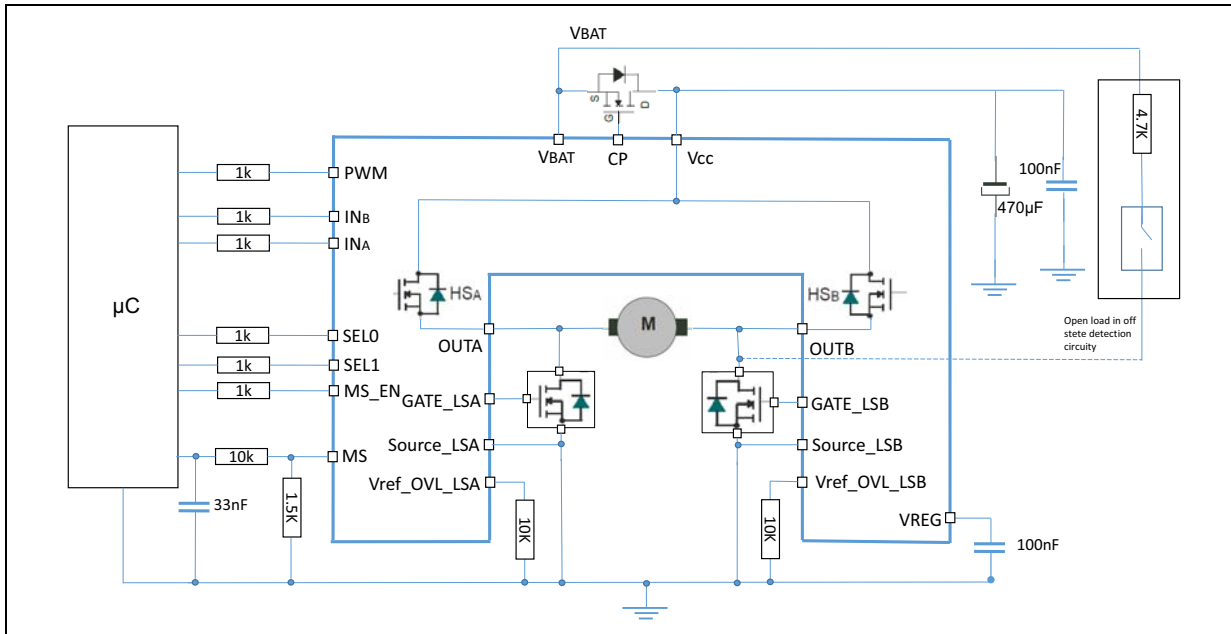 VBAT
S
G
D
VBAT
CP
Vcc
4.7K
100nF
470µF
µC
1k
PWM
1k
INB
1k
INA
HSA
HSB
M
OUTA
OUTB
Open load in off
stete detection
circuity
1k
SEL0
1k
SEL1
1k
MS_EN
GATE_LSA
GATE_LSB
10k
MS
Source_LSA
Source_LSB
Vref_OVL_LSA
Vref_OVL_LSB
33nF
1.5K
10K
10K
VREG
100nF